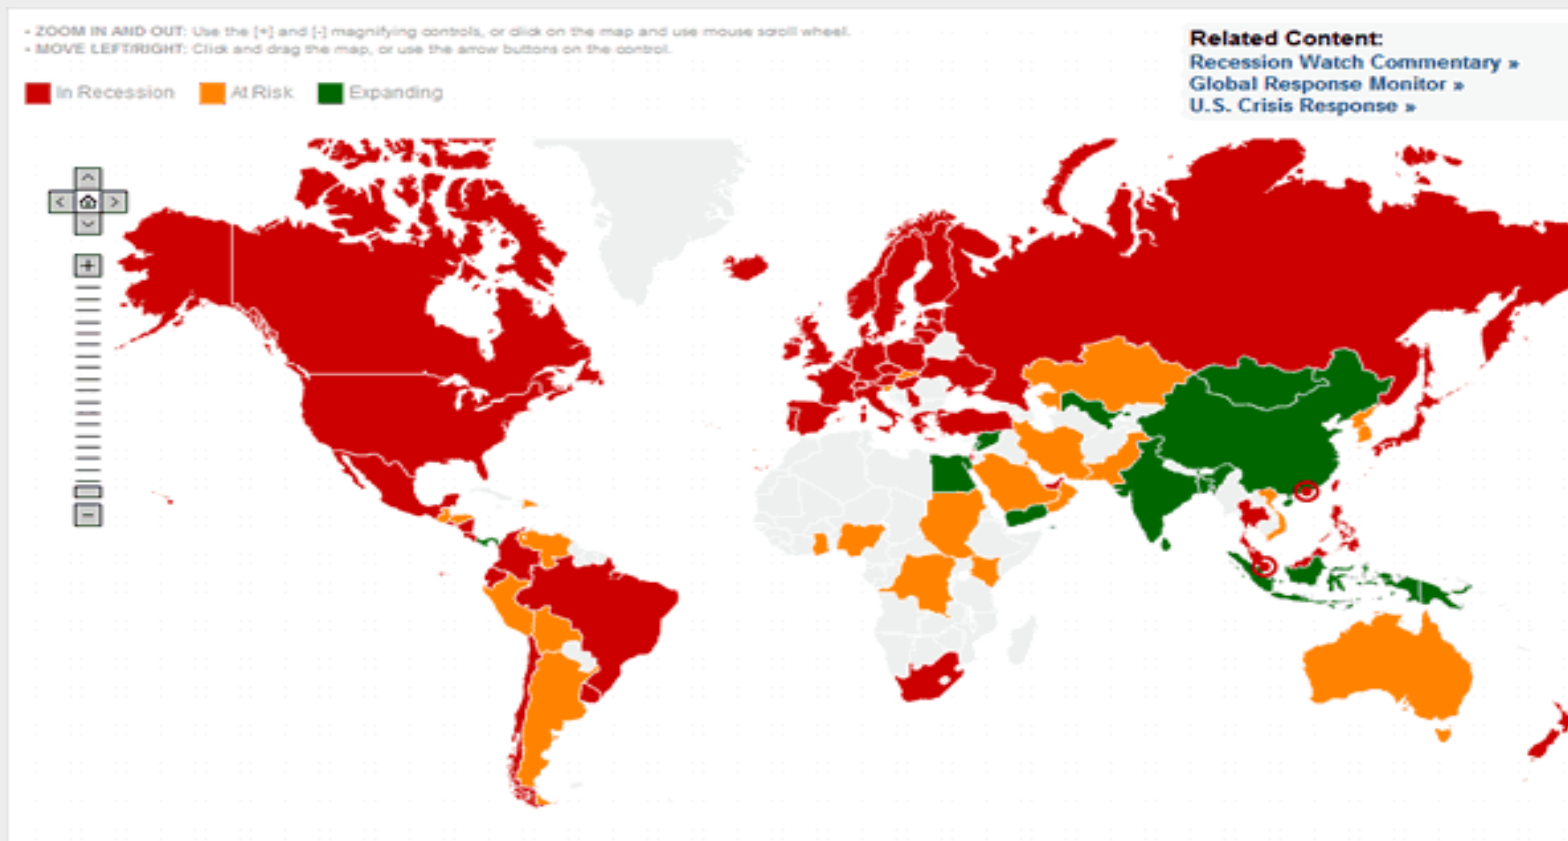 - ZOOM IN AND OUT: Use the [+] and [-] magnifying controls, or click on the map and use mouse scroll wheel.
- MOVE LEFT/RIGHT: Click and drag the map, or use the arrow buttons on the control.
Related Content:
Recession Watch Commentary »
Global Response Monitor »
U.S. Crisis Response »
In Recession At Risk Expanding